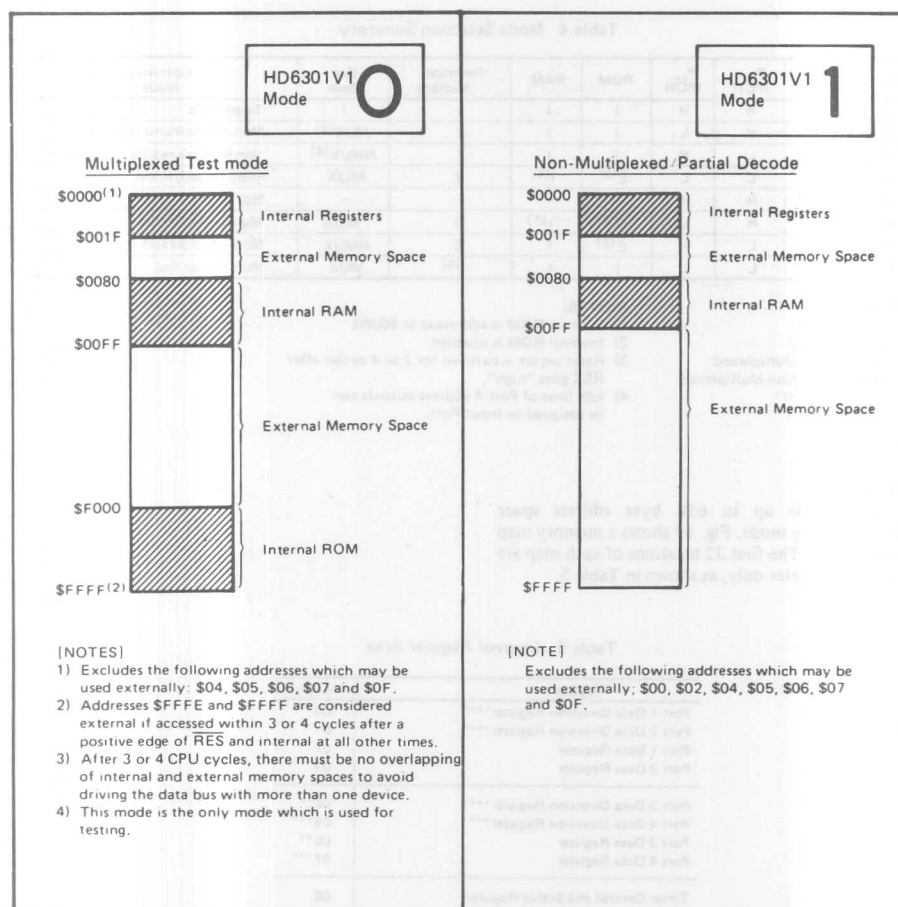 HD6301V1
Mode
0
Multiplexed Test mode
$0000(1)
Internal Registers
$001F
External Memory Space
$0080
Internal RAM
$00FF
External Memory Space
$F000
Internal ROM
$FFFF(2)
[NOTES]
1) Excludes the following addresses which may be
used externally: $04, $05, $06, $07 and $0F.
2) Addresses $FFFE and $FFFF are considered
external if accessed within 3 or 4 cycles after a
positive edge of RES and internal at all other times.
3) After 3 or 4 CPU cycles, there must be no overlapping
of internal and external memory spaces to avoid
driving the data bus with more than one device.
4) This mode is the only mode which is used for
testing.
HD6301V1
Mode
1
Non-Multiplexed/Partial Decode
$0000
Internal Registers
$001F
External Memory Space
$0080
Internal RAM
$00FF
External Memory Space
$FFFF
[NOTE]
Excludes the following addresses which may be
used externally; $00, $02, $04, $05, $06, $07
and $0F.